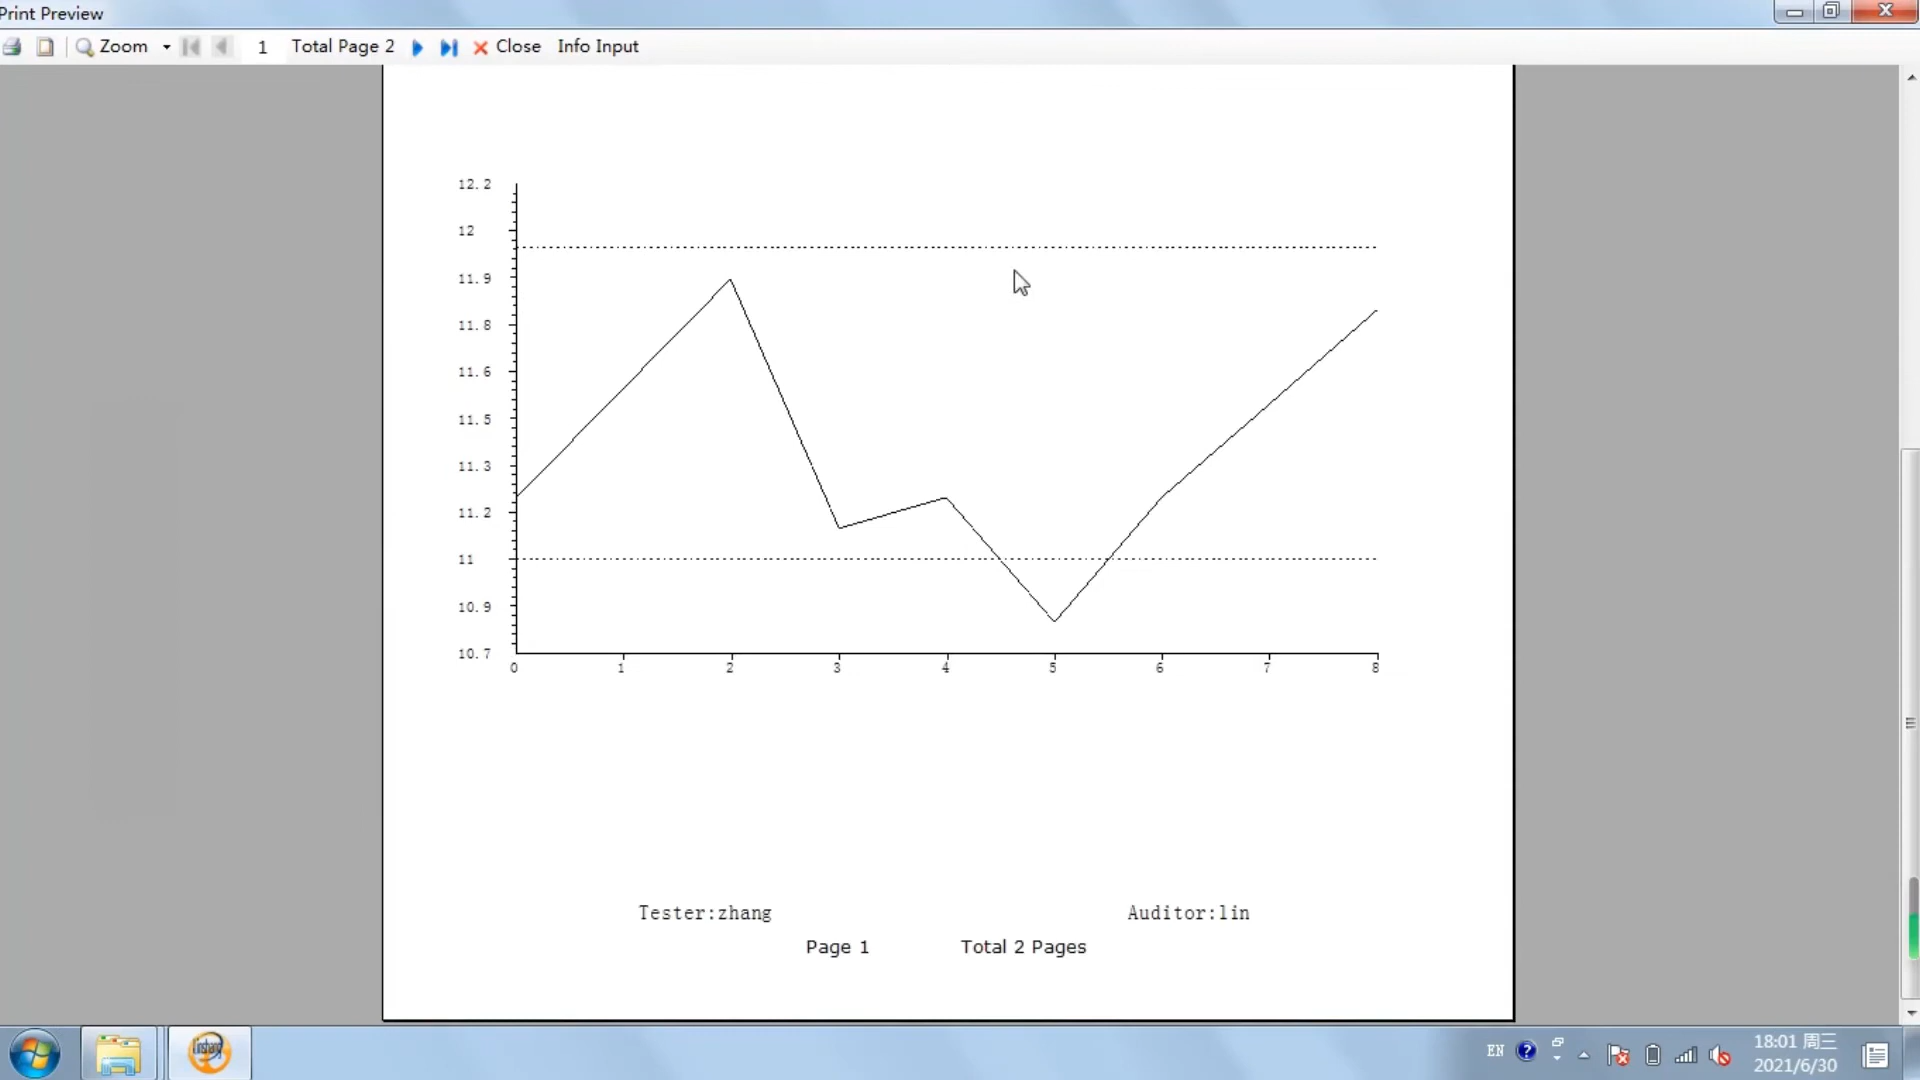 Print Preview
Zoom 1 Total Page 2 Close Info Input
12.2
12
11.9
11.8
11.6
11.5
11.3
11.2
11
10.9
10.7
0 1 2 3 4 5 6 7 8
Tester:zhang Auditor:lin
Page 1 Total 2 Pages
Linshang
EN 18:01 周三
2021/6/30